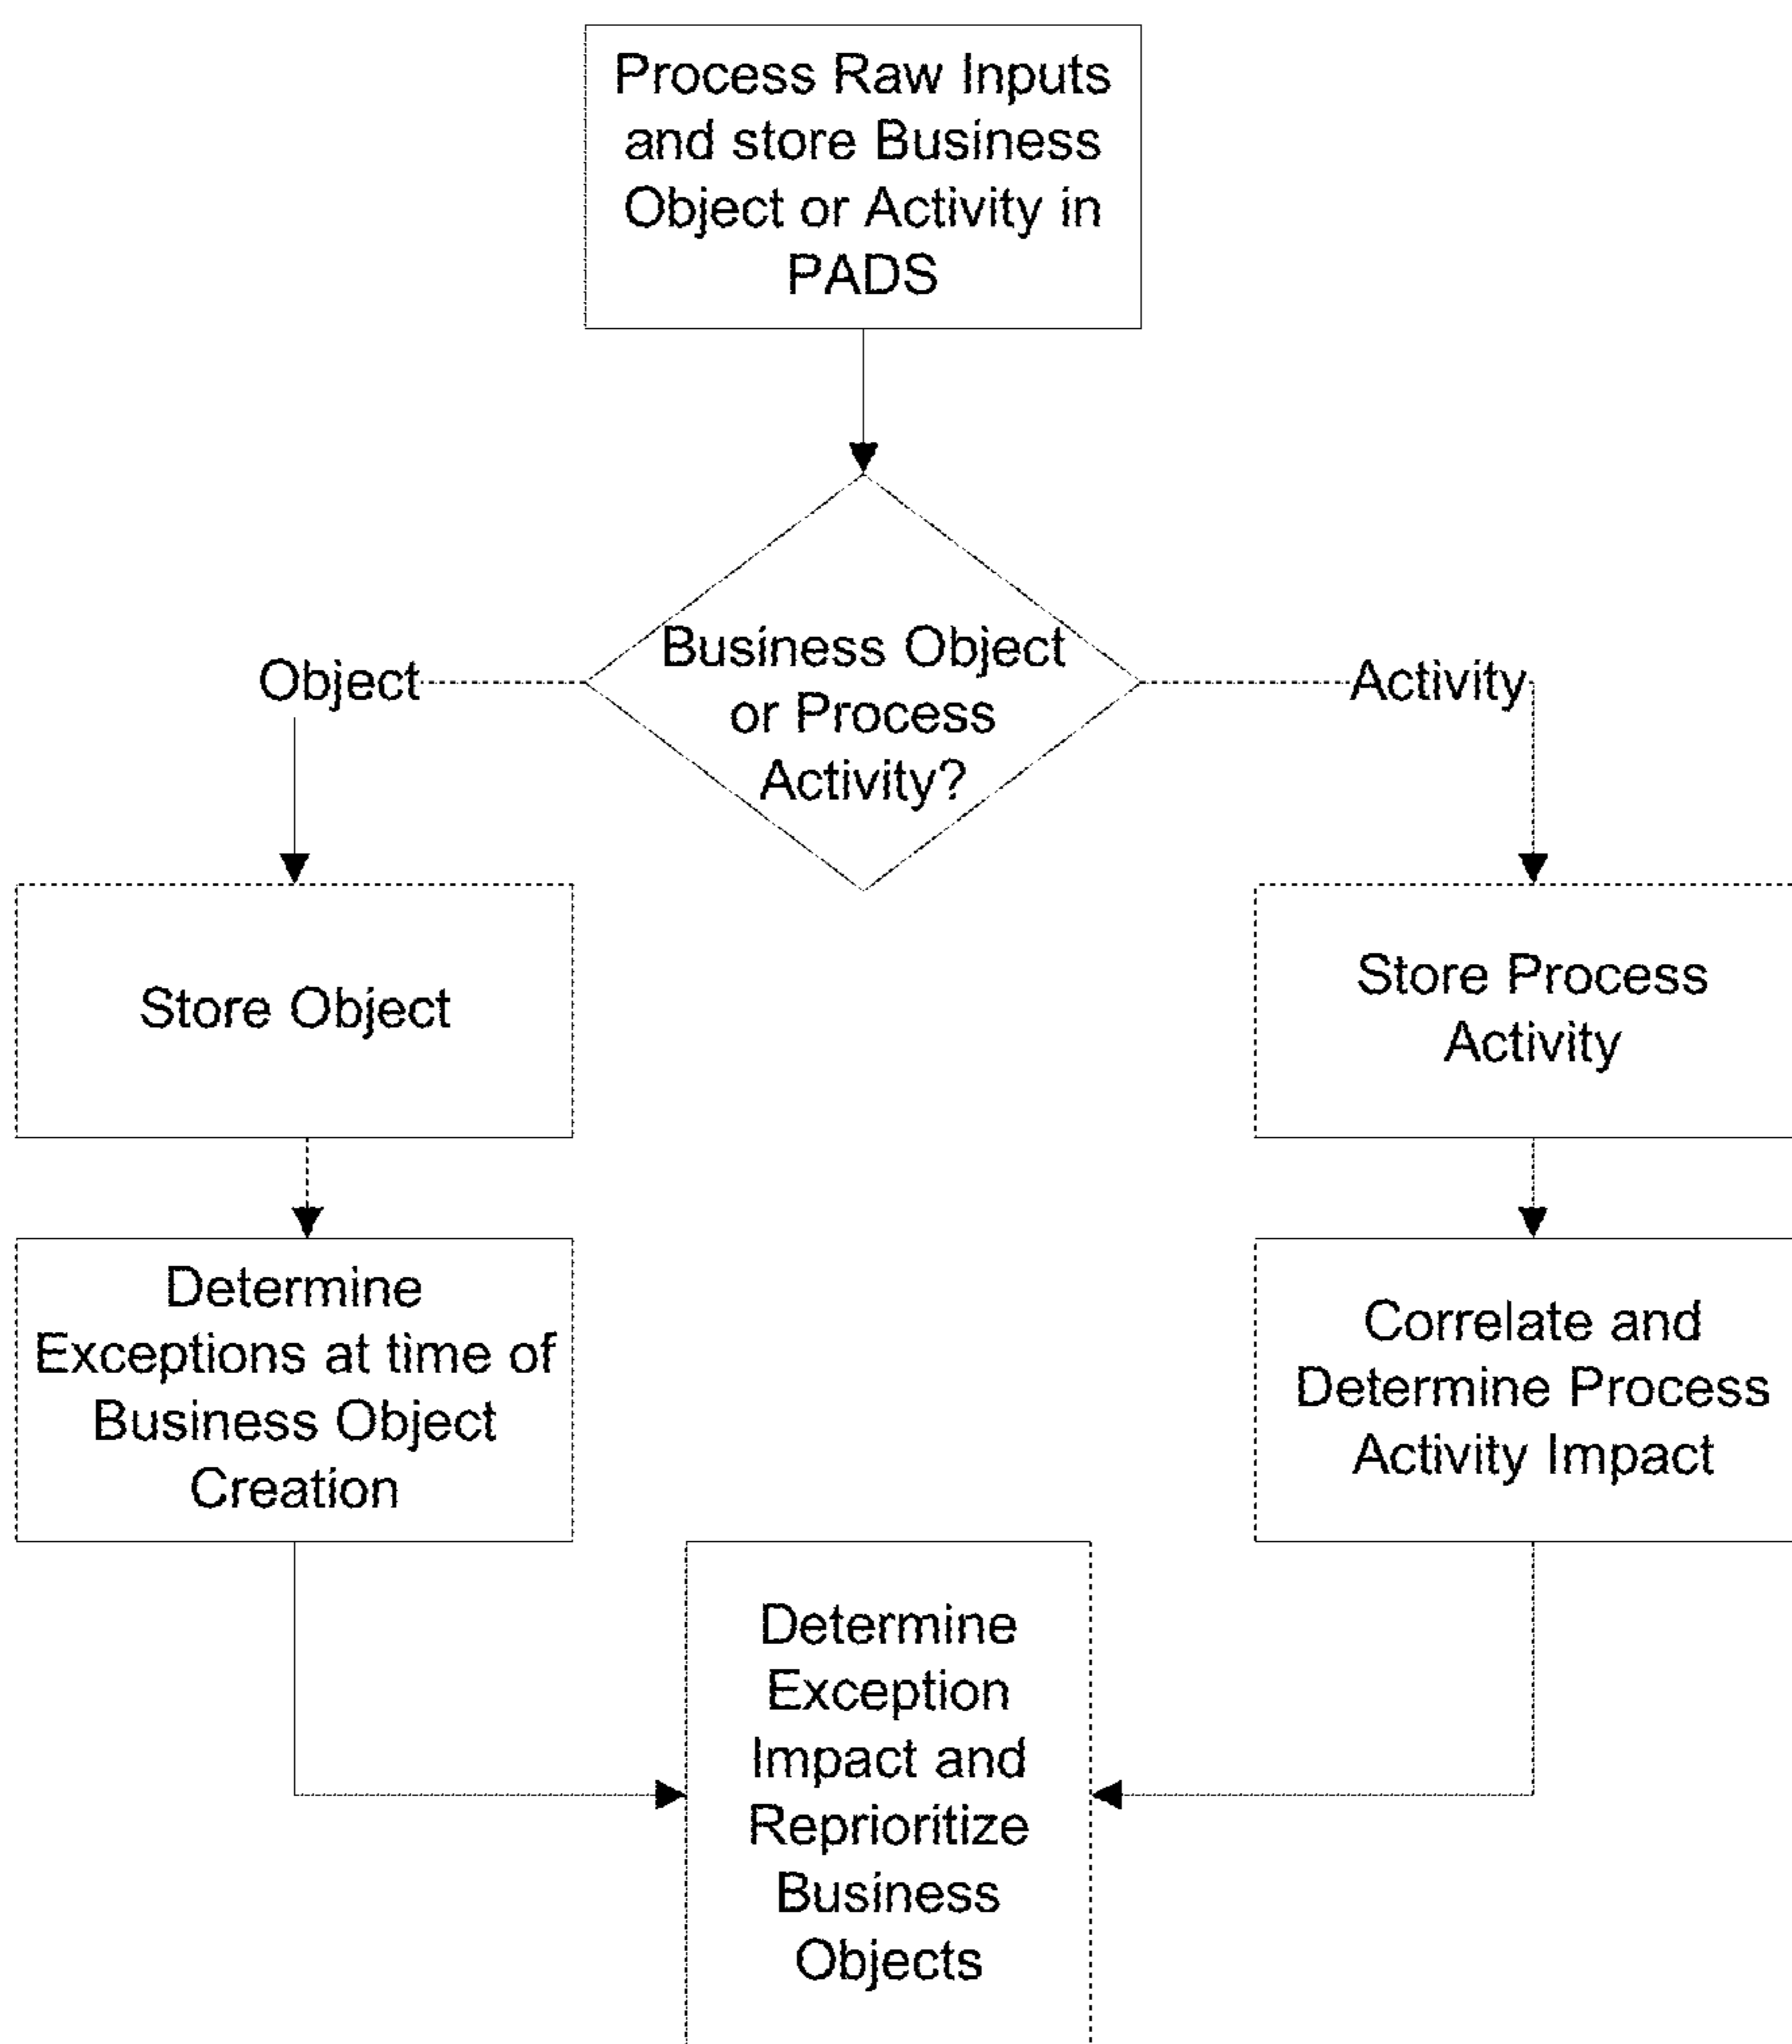 Process Raw Inputs
and store Business
Object or Activity in
PADS
Business Object
or Process
Activity?
Object
Activity
Store Object
Store Process
Activity
Determine
Exceptions at time of
Business Object
Creation
Correlate and
Determine Process
Activity Impact
Determine
Exception
Impact and
Reprioritize
Business
Objects